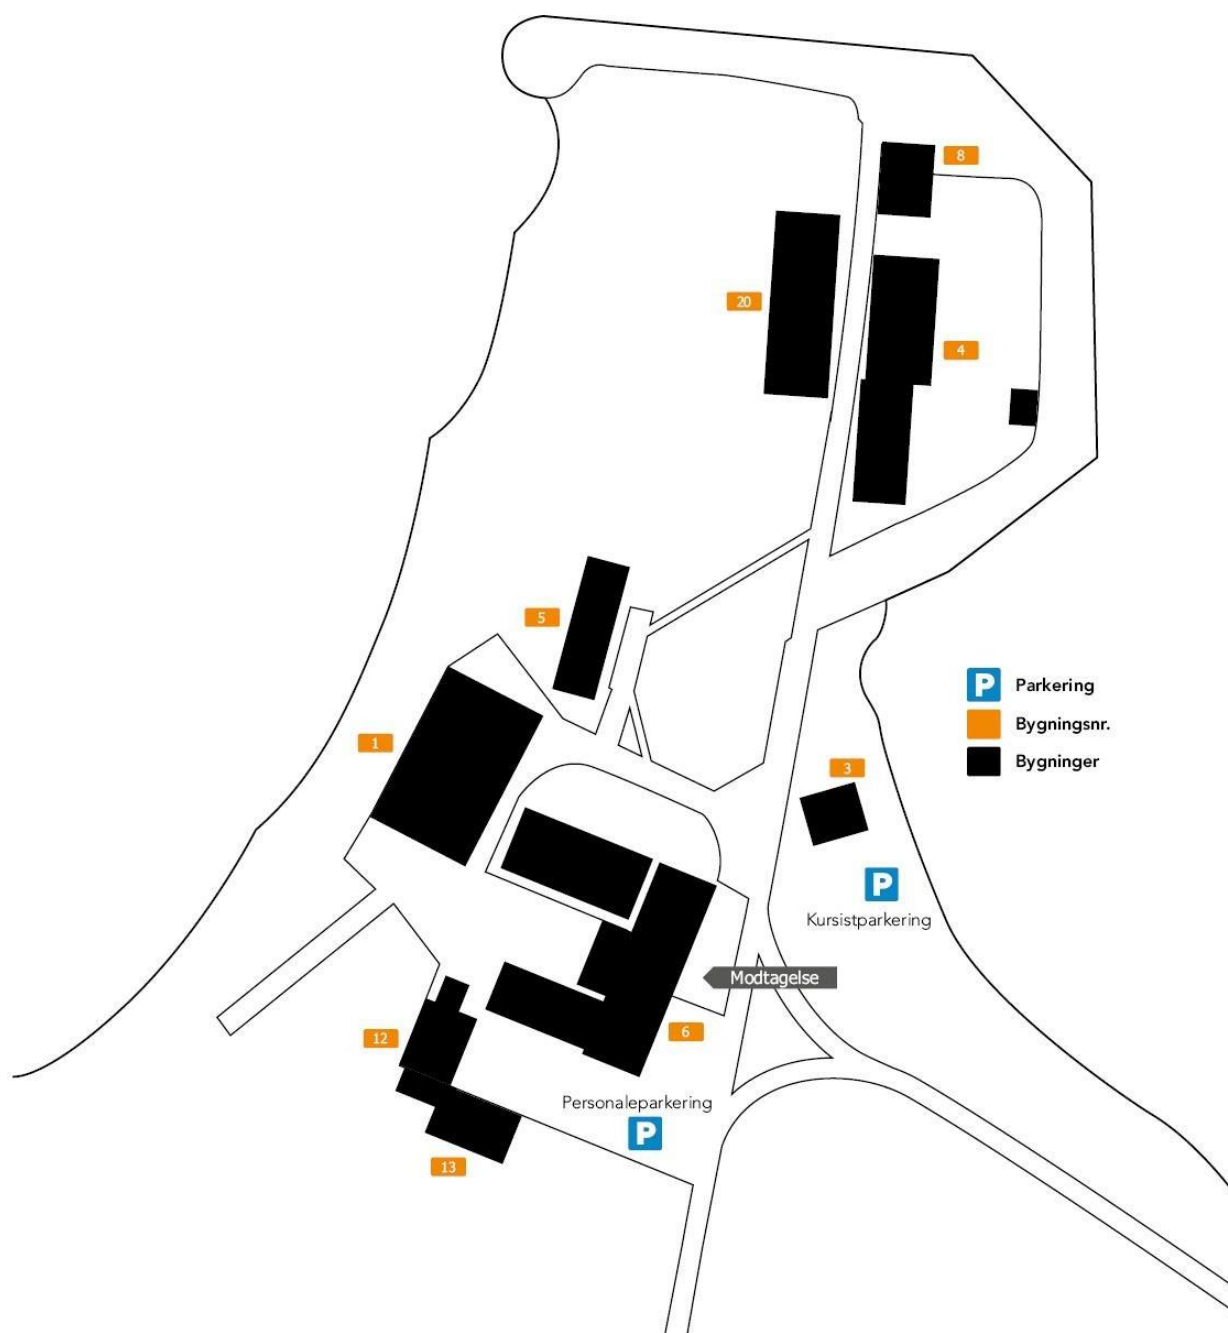 8
20
4
5
P Parkering
Bygningsnr.
Bygninger
1
3
P
Kursistparkering
Modtagelse
6
12
Personaleparkering
P
13